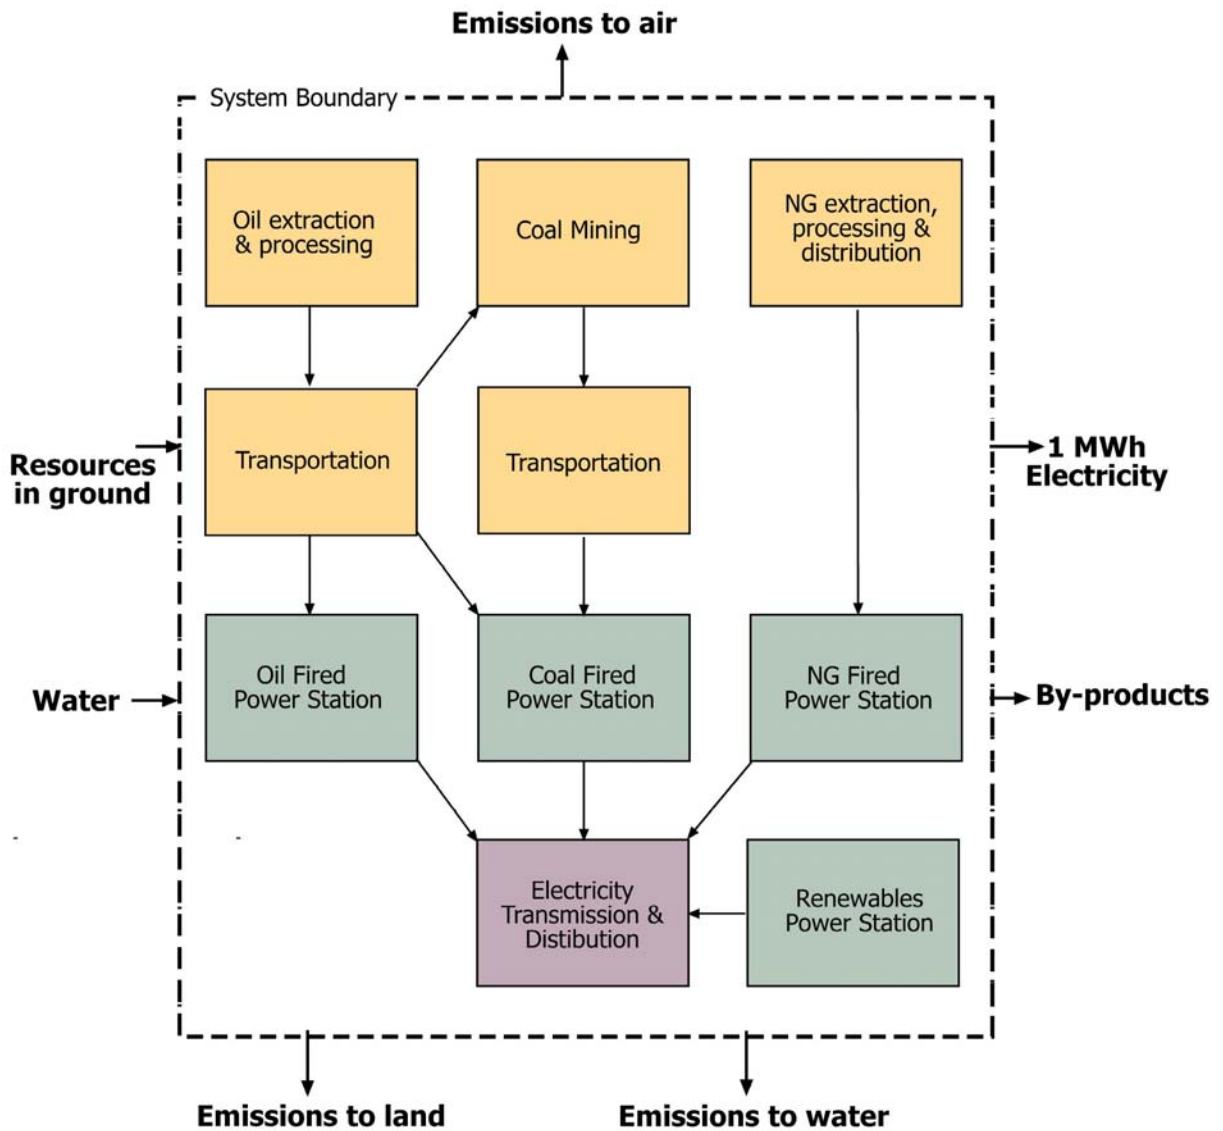 Emissions to air
System Boundary
Oil extraction
& processing
Coal Mining
NG extraction,
processing &
distribution
Transportation
Transportation
Resources
in ground
1 MWh
Electricity
Oil Fired
Power Station
Coal Fired
Power Station
NG Fired
Power Station
Water
By-products
Electricity
Transmission &
Distibution
Renewables
Power Station
Emissions to land
Emissions to water